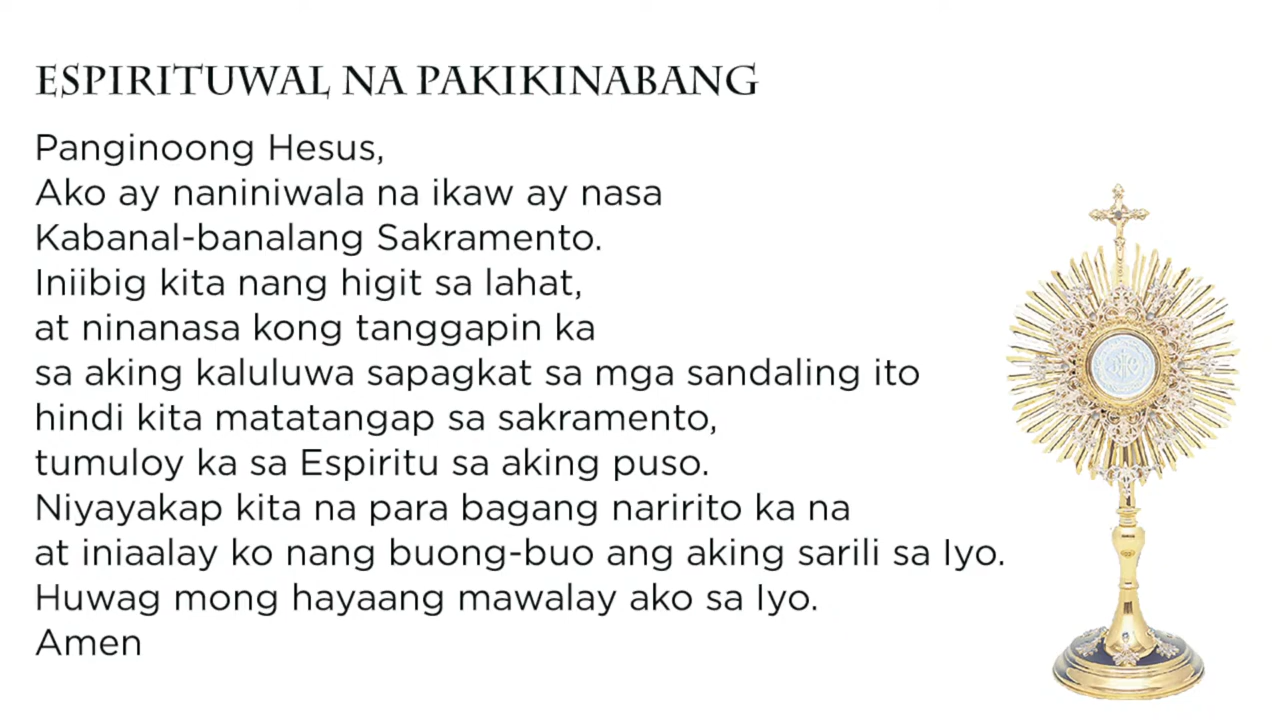 ESPIRITUWAL NA PAKIKINABANG
Panginoong Hesus,
Ako ay naniniwala na ikaw ay nasa
Kabanal-banalang Sakramento.
Iniibig kita nang higit sa lahat,
at ninanasa kong tanggapin ka
sa aking kaluluwa sapagkat sa mga sandaling ito
hindi kita matatangap sa sakramento,
tumuloy ka sa Espiritu sa aking puso.
Niyayakap kita na para bagang naririto ka na
at iniaalay ko nang buong-buo ang aking sarili sa Iyo.
Huwag mong hayaang mawalay ako sa Iyo.
Amen